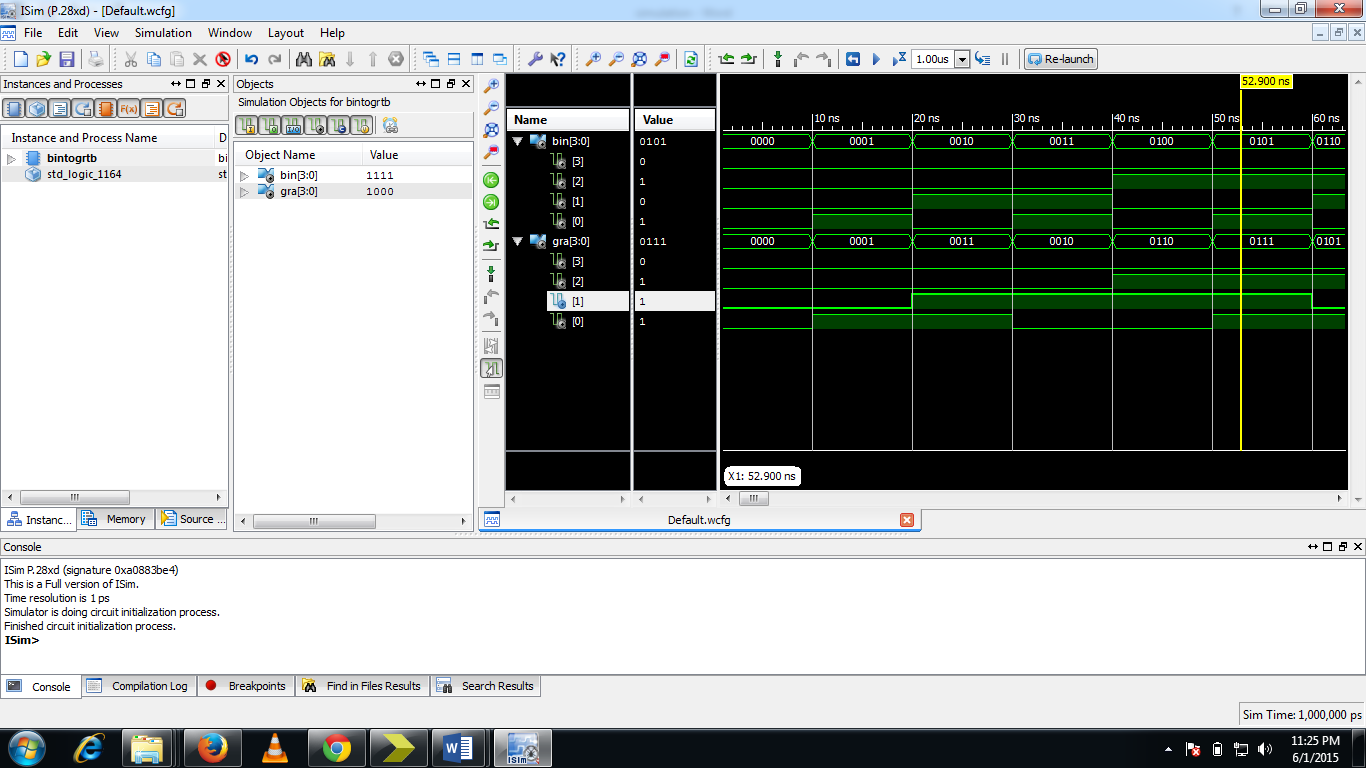 ISim (P.28xd) - [Default.wcfg]
File Edit View Simulation Window Layout Help
1.00us Re-launch
Instances and Processes
Instance and Process Name D
bintogrtb bi
std_logic_1164 st
Instanc... Memory Source ...
Objects
Simulation Objects for bintogrtb
Object Name Value
bin[3:0] 1111
gra[3:0] 1000
52.900 ns
Name Value
10 ns 20 ns 30 ns 40 ns 50 ns 60 ns
bin[3:0] 0101 0000 0001 0010 0011 0100 0101 0110
[3] 0
[2] 1
[1] 0
[0] 1
gra[3:0] 0111 0000 0001 0011 0010 0110 0111 0101
[3] 0
[2] 1
[1] 1
[0] 1
X1: 52.900 ns
Default.wcfg
Console
ISim P.28xd (signature 0xa0883be4)
This is a Full version of ISim.
Time resolution is 1 ps
Simulator is doing circuit initialization process.
Finished circuit initialization process.
ISim>
Console Compilation Log Breakpoints Find in Files Results Search Results
Sim Time: 1,000,000 ps
11:25 PM
6/1/2015